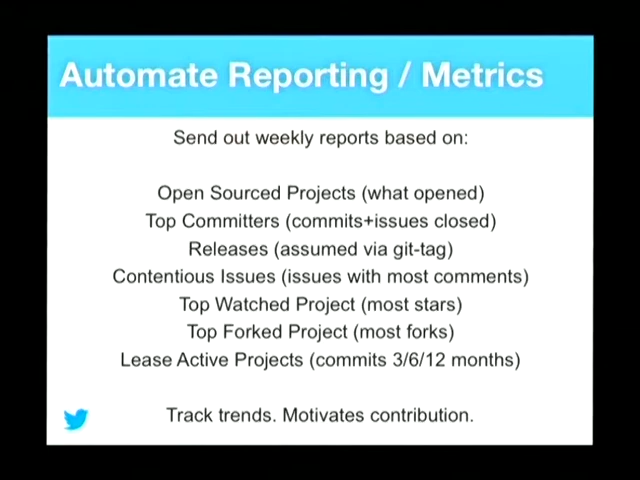 Automate Reporting / Metrics
Send out weekly reports based on:
Open Sourced Projects (what opened)
Top Committers (commits+issues closed)
Releases (assumed via git-tag)
Contentious Issues (issues with most comments)
Top Watched Project (most stars)
Top Forked Project (most forks)
Lease Active Projects (commits 3/6/12 months)
Track trends. Motivates contribution.